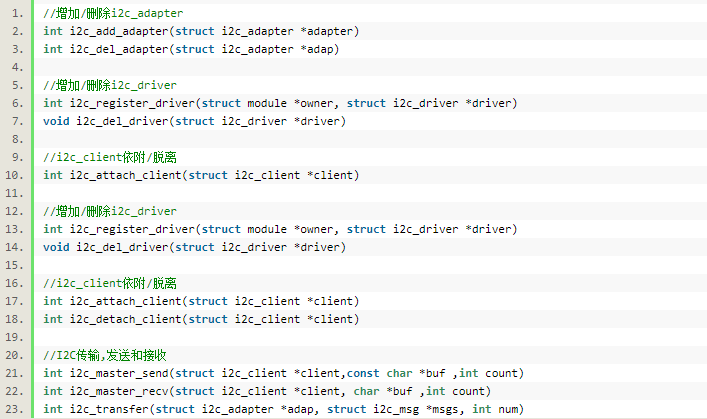 1. //增加/删除i2c_adapter
2. int i2c_add_adapter(struct i2c_adapter *adapter)
3. int i2c_del_adapter(struct i2c_adapter *adap)
4.
5. //增加/删除i2c_driver
6. int i2c_register_driver(struct module *owner, struct i2c_driver *driver)
7. void i2c_del_driver(struct i2c_driver *driver)
8.
9. //i2c_client依附/脱离
10. int i2c_attach_client(struct i2c_client *client)
11.
12. //增加/删除i2c_driver
13. int i2c_register_driver(struct module *owner, struct i2c_driver *driver)
14. void i2c_del_driver(struct i2c_driver *driver)
15.
16. //i2c_client依附/脱离
17. int i2c_attach_client(struct i2c_client *client)
18. int i2c_detach_client(struct i2c_client *client)
19.
20. //I2C传输,发送和接收
21. int i2c_master_send(struct i2c_client *client,const char *buf ,int count)
22. int i2c_master_recv(struct i2c_client *client, char *buf ,int count)
23. int i2c_transfer(struct i2c_adapter *adap, struct i2c_msg *msgs, int num)